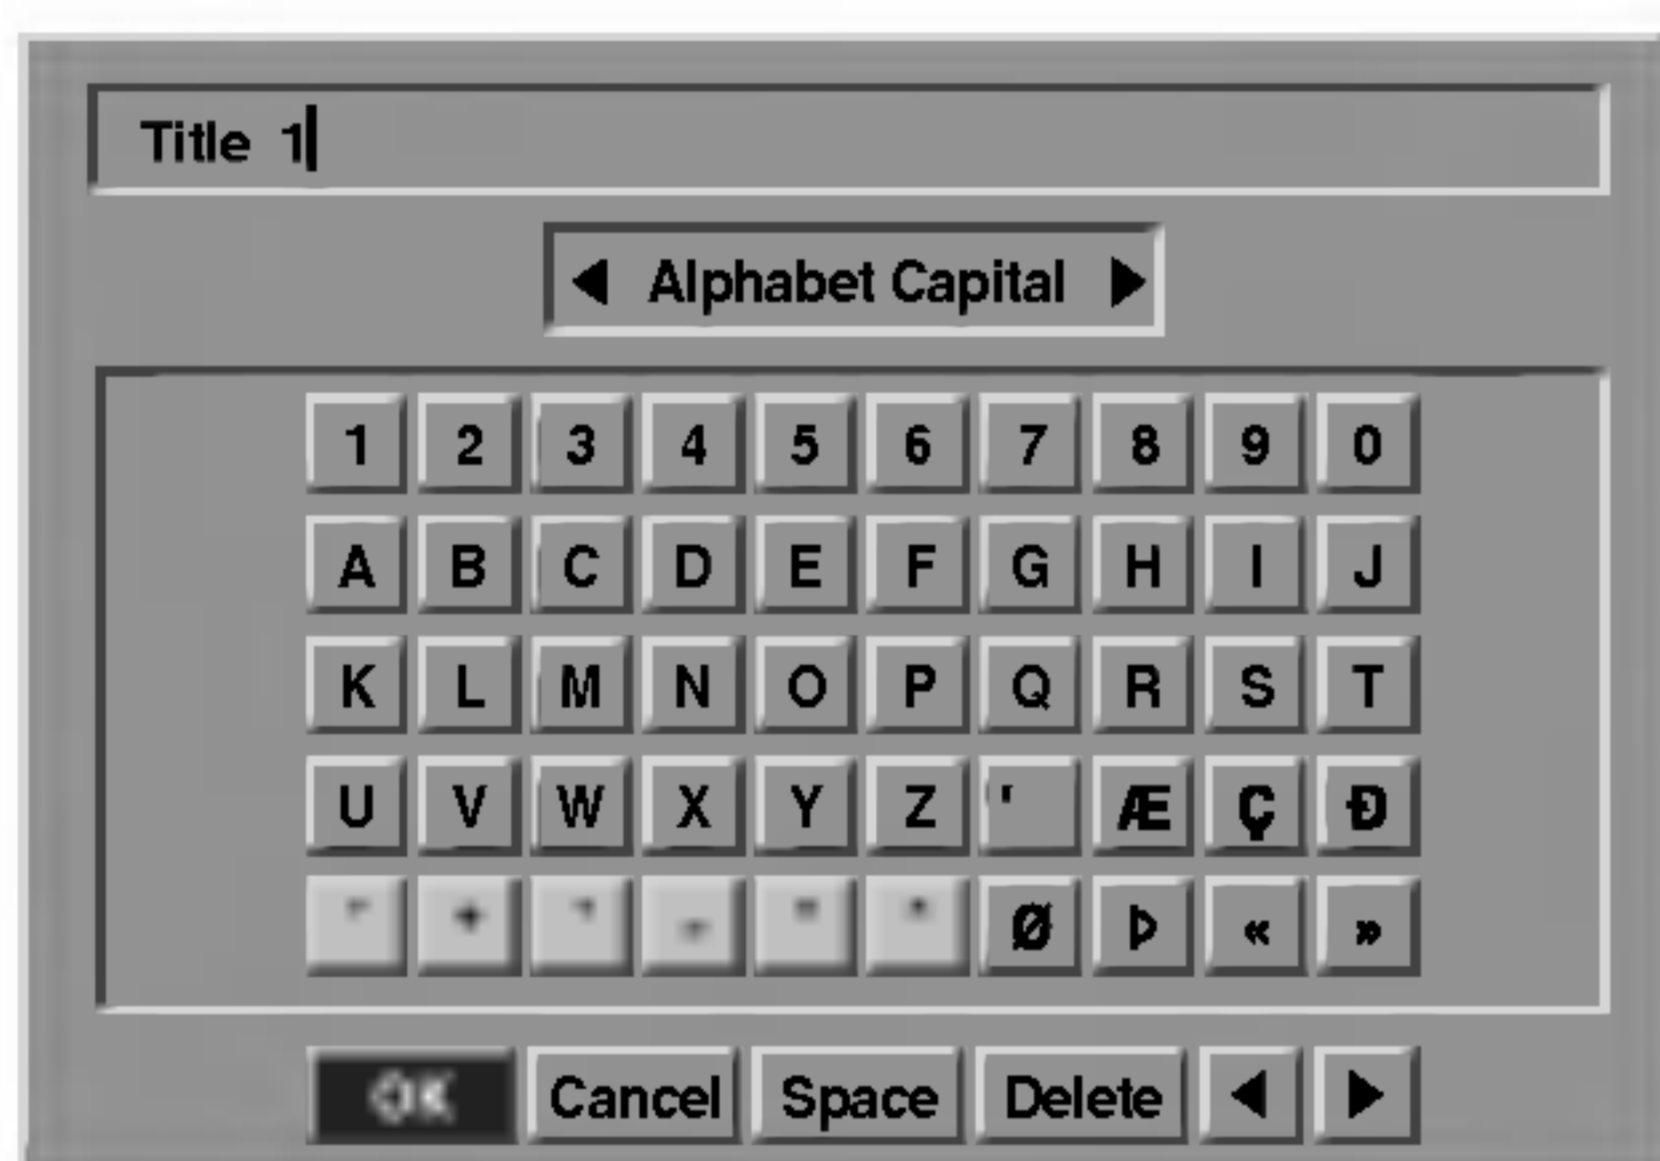 Title 1
◀ Alphabet Capital ▶
1 2 3 4 5 6 7 8 9 0
A B C D E F G H I J
K L M N O P Q R S T
U V W X Y Z ' Æ Ç Ð
Ø Þ « »
OK Cancel Space Delete ◀ ▶